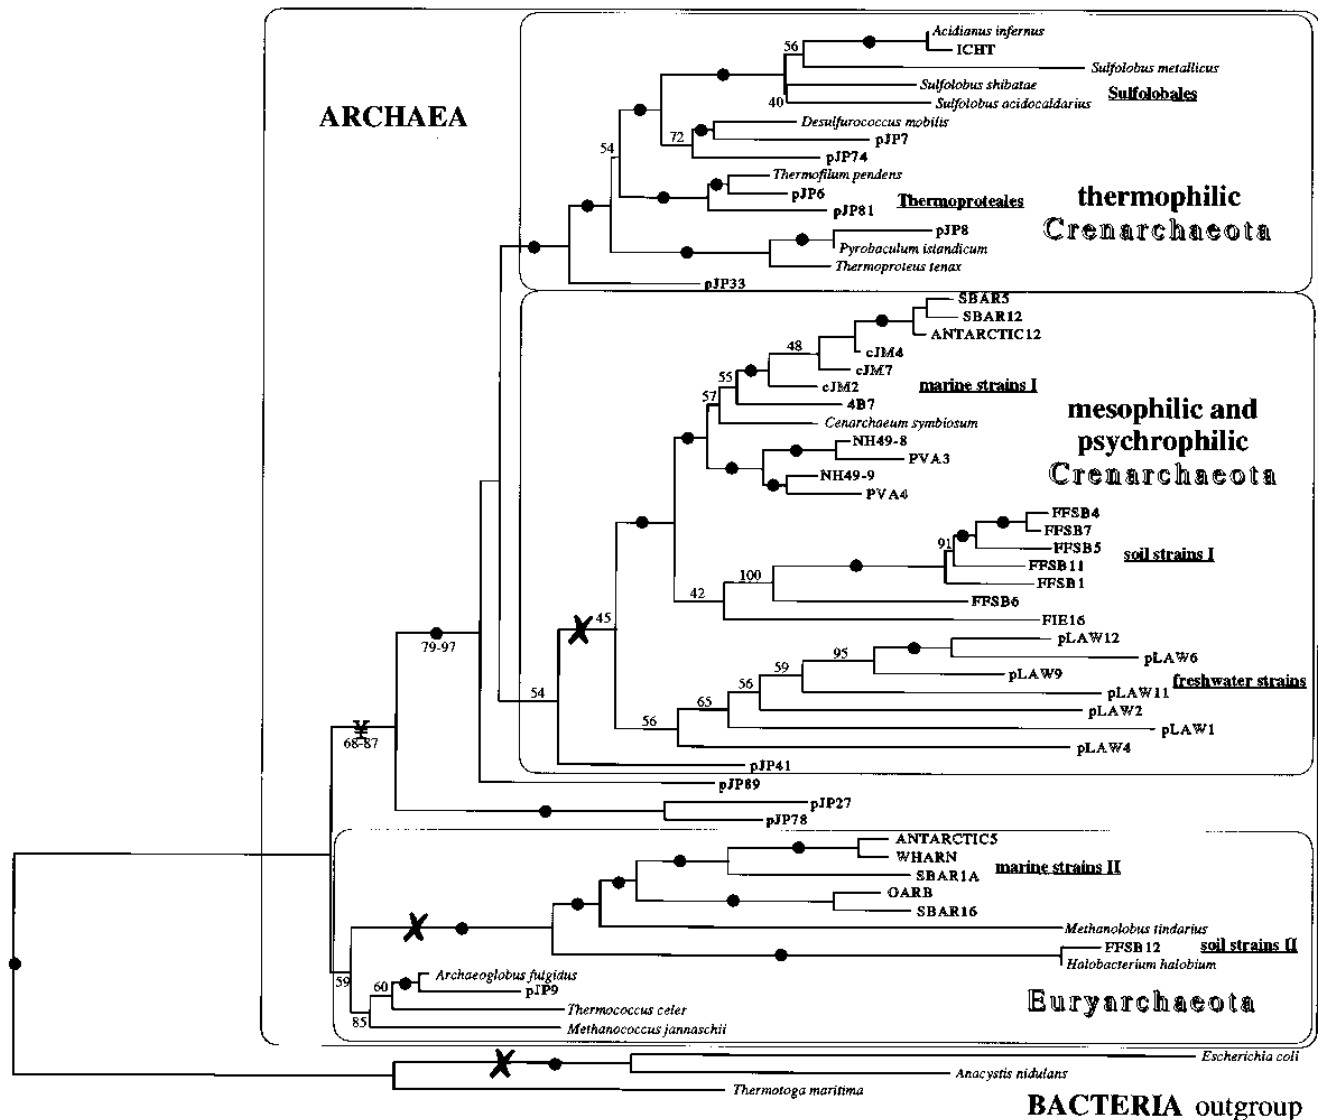 Acidianus infernus
56
ICHT
Sulfolobus metallicus
Sulfolobus shibatae
Sulfolobales
40
Sulfolobus acidocaldarius
ARCHAEA
Desulfurococcus mobilis
72
pJP7
54
pJP74
Thermofilum pendens
pJP6
thermophilic
Thermoproteales
pJP81
Crenarchaeota
pJP8
Pyrobaculum islandicum
Thermoproteus tenax
pJP33
SBAR5
SBAR12
ANTARCTIC12
48
cJM4
cJM7
55
cJM2
marine strains I
57
4B7
mesophilic and
Cenarchaeum symbiosum
psychrophilic
NH49-8
PVA3
Crenarchaeota
NH49-9
PVA4
FFSB4
FFSB7
91
FFSB5
soil strains I
FFSB11
100
FFSB1
42
FFSB6
45
FIE16
79-97
pLAW12
95
pLAW6
59
pLAW9
freshwater strains
54
56
pLAW11
65
pLAW2
56
pLAW1
68-87
pLAW4
pJP41
pJP89
pJP27
pJP78
ANTARCTIC5
WHARN
marine strains II
SBAR1A
OARB
SBAR16
Methanolobus tindarius
FFSB12
soil strains II
Halobacterium halobium
59
Archaeoglobus fulgidus
60
pJP9
Euryarchaeota
Thermococcus celer
85
Methanococcus jannaschii
Escherichia coli
Anacystis nidulans
Thermotoga maritima
BACTERIA outgroup